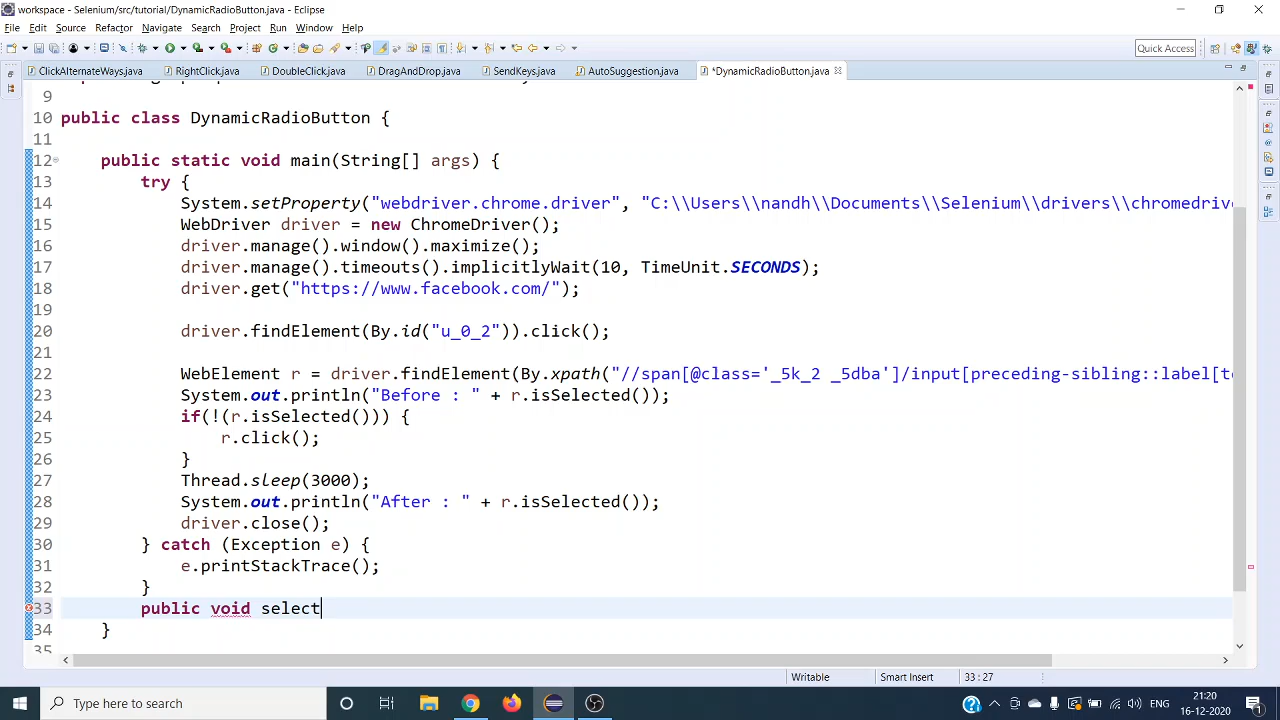 workspace - Selenium/src/tutorial/DynamicRadioButton.java - Eclipse
File Edit Source Refactor Navigate Search Project Run Window Help
Quick Access
ClickAlternateWays.java RightClick.java DoubleClick.java DragAndDrop.java SendKeys.java AutoSuggestion.java *DynamicRadioButton.java
9
10 public class DynamicRadioButton {
11
12 public static void main(String[] args) {
13 try {
14 System.setProperty("webdriver.chrome.driver", "C:\\Users\\nandh\\Documents\\Selenium\\drivers\\chromedriv
15 WebDriver driver = new ChromeDriver();
16 driver.manage().window().maximize();
17 driver.manage().timeouts().implicitlyWait(10, TimeUnit.SECONDS);
18 driver.get("https://www.facebook.com/");
19
20 driver.findElement(By.id("u_0_2")).click();
21
22 WebElement r = driver.findElement(By.xpath("//span[@class='_5k_2 _5dba']/input[preceding-sibling::label[t
23 System.out.println("Before : " + r.isSelected());
24 if(!(r.isSelected())) {
25 r.click();
26 }
27 Thread.sleep(3000);
28 System.out.println("After : " + r.isSelected());
29 driver.close();
30 } catch (Exception e) {
31 e.printStackTrace();
32 }
33 public void select
34 }
35
Writable Smart Insert 33 : 27
Type here to search
ENG
21:20
16-12-2020